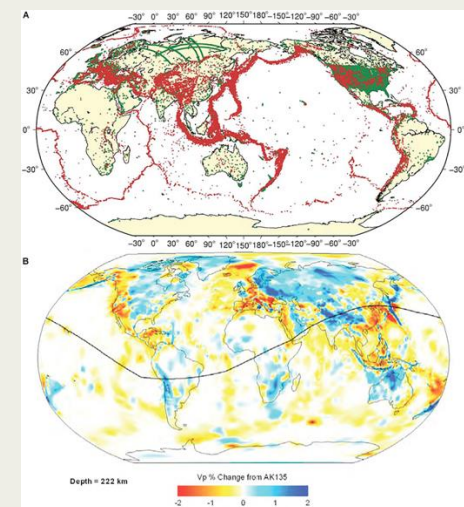 A
−30° 0° 30° 60° 90° 120°150°180°−150°−120°−90° −60° −30°
60° 60°
30° 30°
0° 0°
−30° −30°
−60° −60°
−30° 0° 30° 60° 90° 120°150°180°−150°−120°−90° −60° −30°
B
Depth = 222 km
Vp % Change from AK135
-2 -1 0 1 2